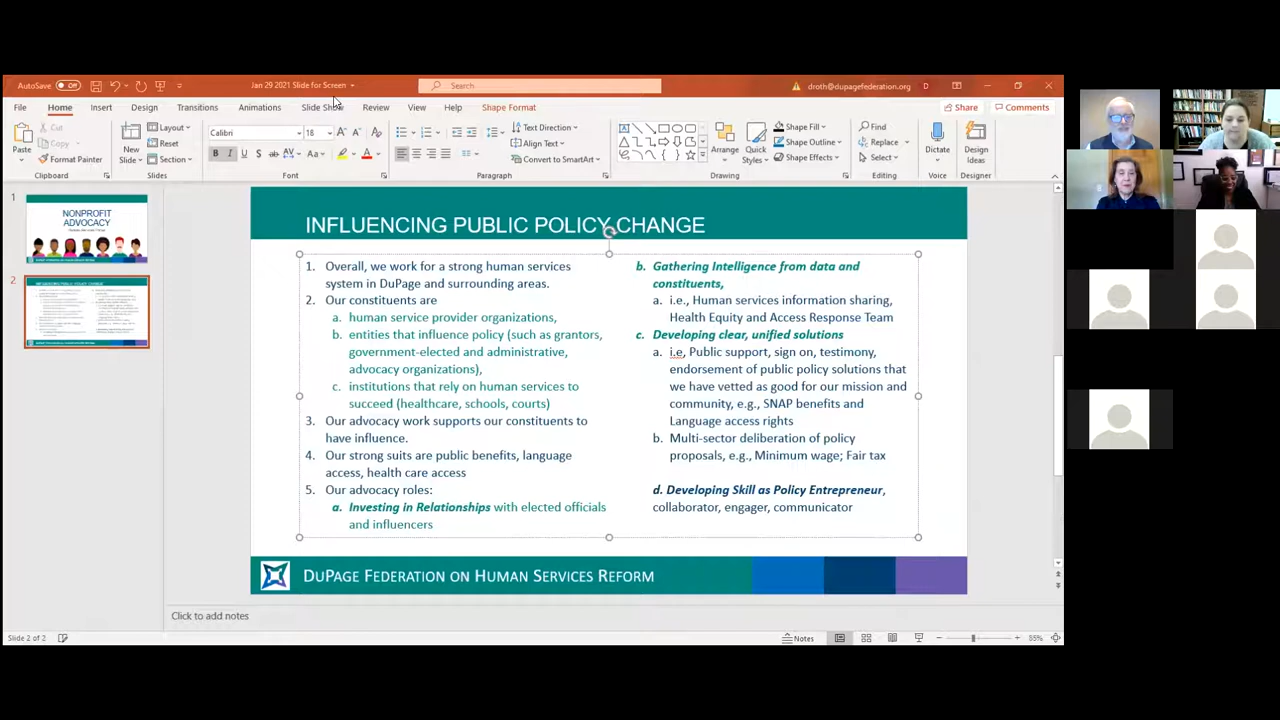 AutoSave Off
Jan 29 2021 Slide for Screen
Search
droth@dupagefederation.org
D
File Home Insert Design Transitions Animations Slide Show Review View Help Shape Format
Share Comments
Paste
Cut
Copy
Format Painter
Clipboard
New Slide
Layout
Reset
Section
Slides
Calibri 18
Font
Text Direction
Align Text
Convert to SmartArt
Paragraph
Arrange
Quick Styles
Shape Fill
Shape Outline
Shape Effects
Drawing
Find
Replace
Select
Editing
Dictate
Voice
Design Ideas
Designer
1
NONPROFIT
ADVOCACY
2
INFLUENCING PUBLIC POLICY CHANGE
1. Overall, we work for a strong human services
system in DuPage and surrounding areas.
2. Our constituents are
a. human service provider organizations,
b. entities that influence policy (such as grantors,
government-elected and administrative,
advocacy organizations),
c. institutions that rely on human services to
succeed (healthcare, schools, courts)
3. Our advocacy work supports our constituents to
have influence.
4. Our strong suits are public benefits, language
access, health care access
5. Our advocacy roles:
a. Investing in Relationships with elected officials
and influencers
b. Gathering Intelligence from data and
constituents,
a. i.e., Human services information sharing,
Health Equity and Access Response Team
c. Developing clear, unified solutions
a. i.e, Public support, sign on, testimony,
endorsement of public policy solutions that
we have vetted as good for our mission and
community, e.g., SNAP benefits and
Language access rights
b. Multi-sector deliberation of policy
proposals, e.g., Minimum wage; Fair tax
d. Developing Skill as Policy Entrepreneur,
collaborator, engager, communicator
DuPage Federation on Human Services Reform
Click to add notes
Slide 2 of 2
Notes
85%